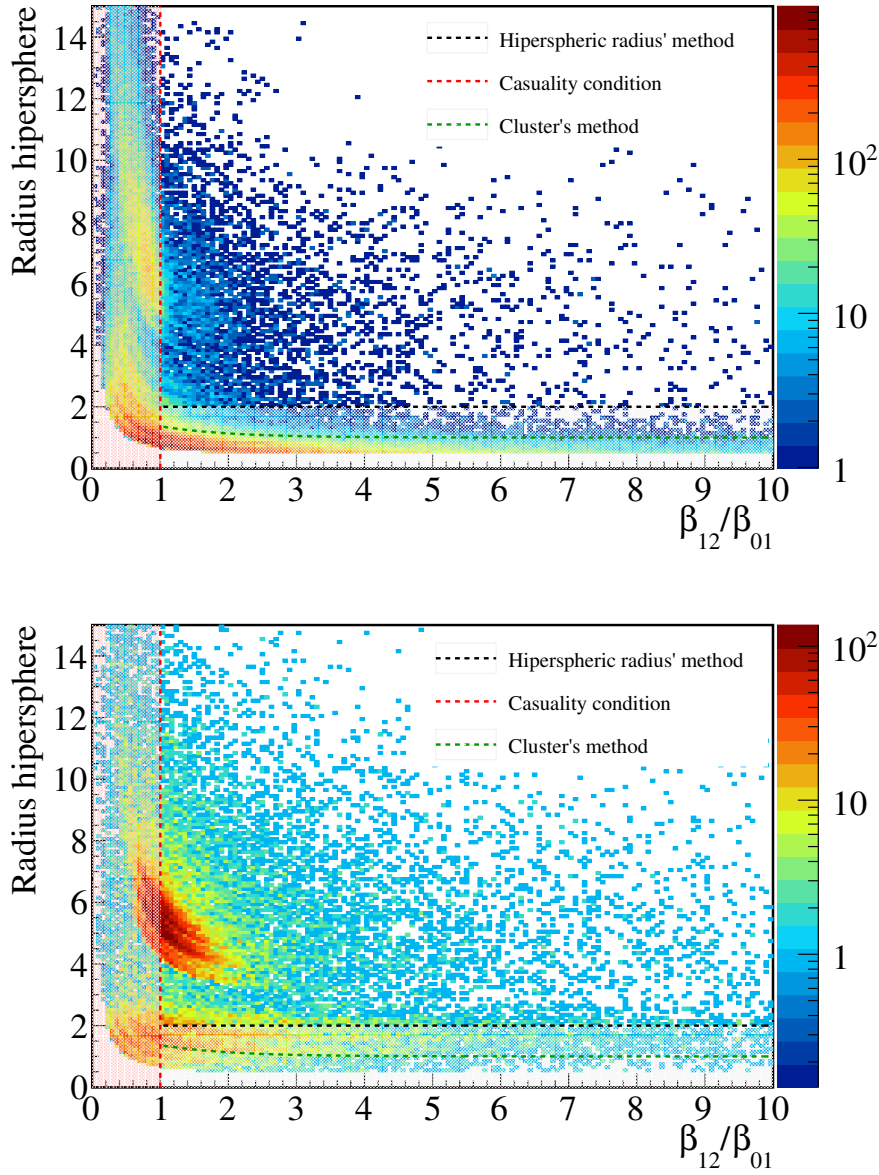 Radius hipersphere
14
12
10
8
6
4
2
0
Hiperspheric radius' method
Casuality condition
Cluster's method
10²
10
1
0 1 2 3 4 5 6 7 8 9 10
β₁₂/β₀₁
Radius hipersphere
14
12
10
8
6
4
2
0
Hiperspheric radius' method
Casuality condition
Cluster's method
10²
10
1
0 1 2 3 4 5 6 7 8 9 10
β₁₂/β₀₁